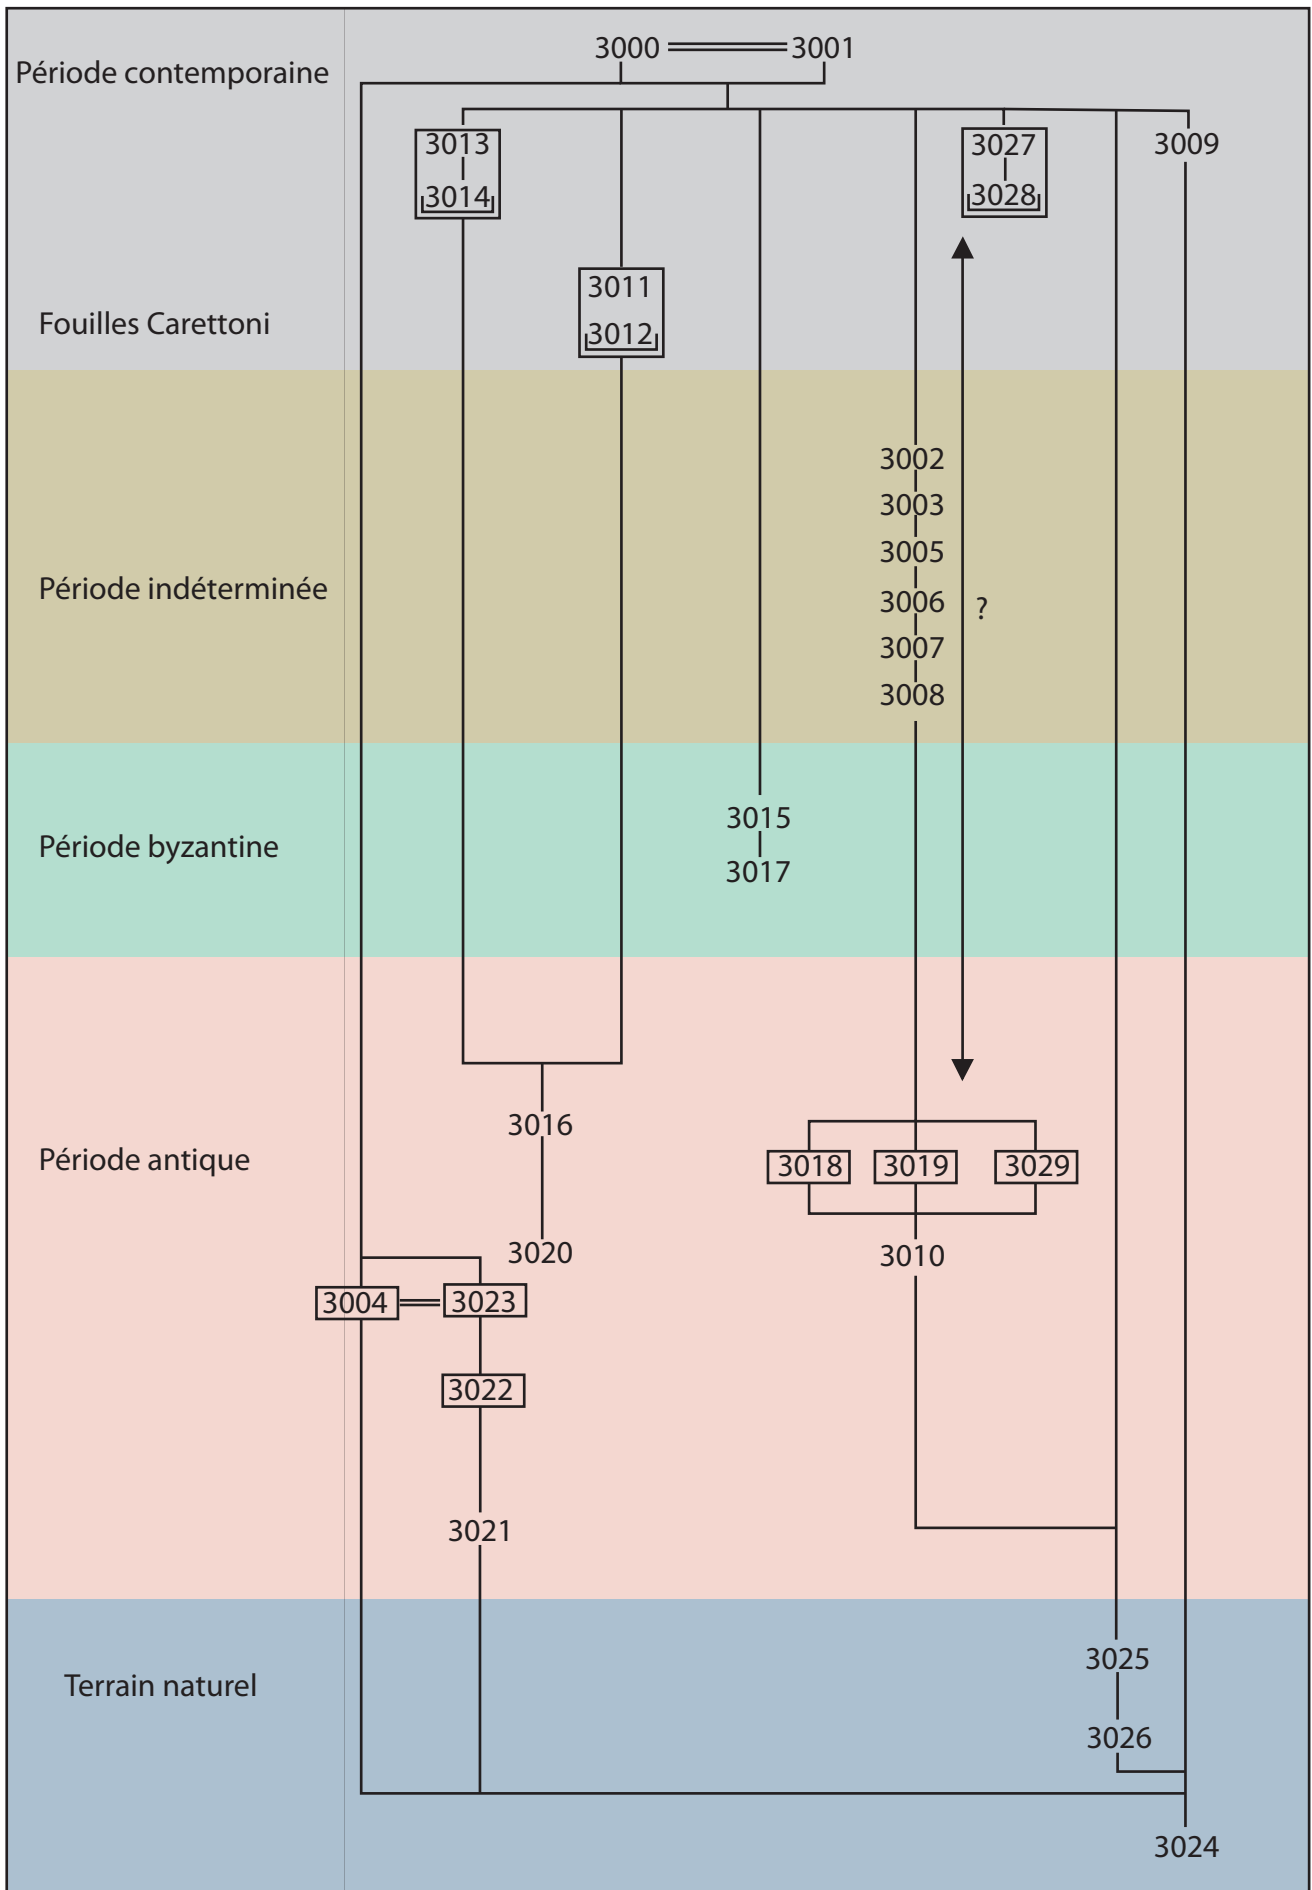 3000 3001
Période contemporaine
3013 3027 3009
3014 3028
3011
Fouilles Carettoni
3012
3002
3003
3005
Période indéterminée
3006 ?
3007
3008
3015
Période byzantine
3017
3016
Période antique
3018 3019 3029
3020 3010
3004 3023
3022
3021
3025
Terrain naturel
3026
3024